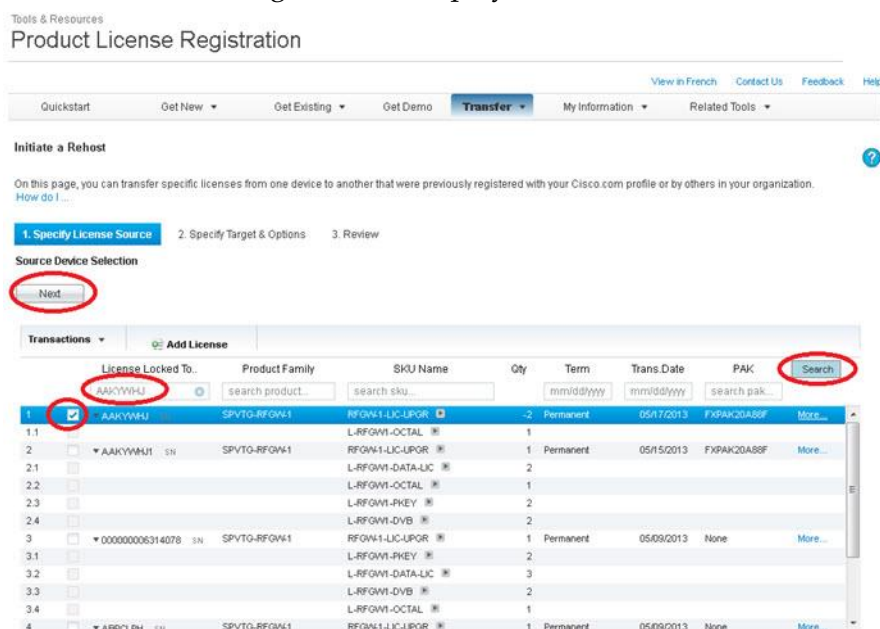 Tools & Resources
Product License Registration
View in French Contact Us Feedback Help
Quickstart Get New Get Existing Get Demo Transfer My Information Related Tools
Initiate a Rehost
On this page, you can transfer specific licenses from one device to another that were previously registered with your Cisco.com profile or by others in your organization.
How do I ...
1. Specify License Source 2. Specify Target & Options 3. Review
Source Device Selection
Next
Transactions Add License
License Locked To.. Product Family SKU Name Qty Term Trans.Date PAK Search
AAKYWHJ search product... search sku... mm/dd/yyyy mm/dd/yyyy search pak...
1 AAKYWHJ SN SPVTG-RFGW-1 RFGW-1-LIC-UPGR -2 Permanent 05/17/2013 FXPAK20A88F More...
1.1 L-RFGW1-OCTAL 1
2 AAKYWHJ1 SN SPVTG-RFGW-1 RFGW-1-LIC-UPGR 1 Permanent 05/15/2013 FXPAK20A88F More...
2.1 L-RFGW1-DATA-LIC 2
2.2 L-RFGW1-OCTAL 1
2.3 L-RFGW1-PKEY 2
2.4 L-RFGW1-DVB 2
3 000000006314078 SN SPVTG-RFGW-1 RFGW-1-LIC-UPGR 1 Permanent 05/09/2013 None More...
3.1 L-RFGW1-PKEY 2
3.2 L-RFGW1-DATA-LIC 3
3.3 L-RFGW1-DVB 2
3.4 L-RFGW1-OCTAL 1
4 SN SPVTG-RFGW-1 RFGW-1-LIC-UPGR 1 Permanent 05/09/2013 None More...